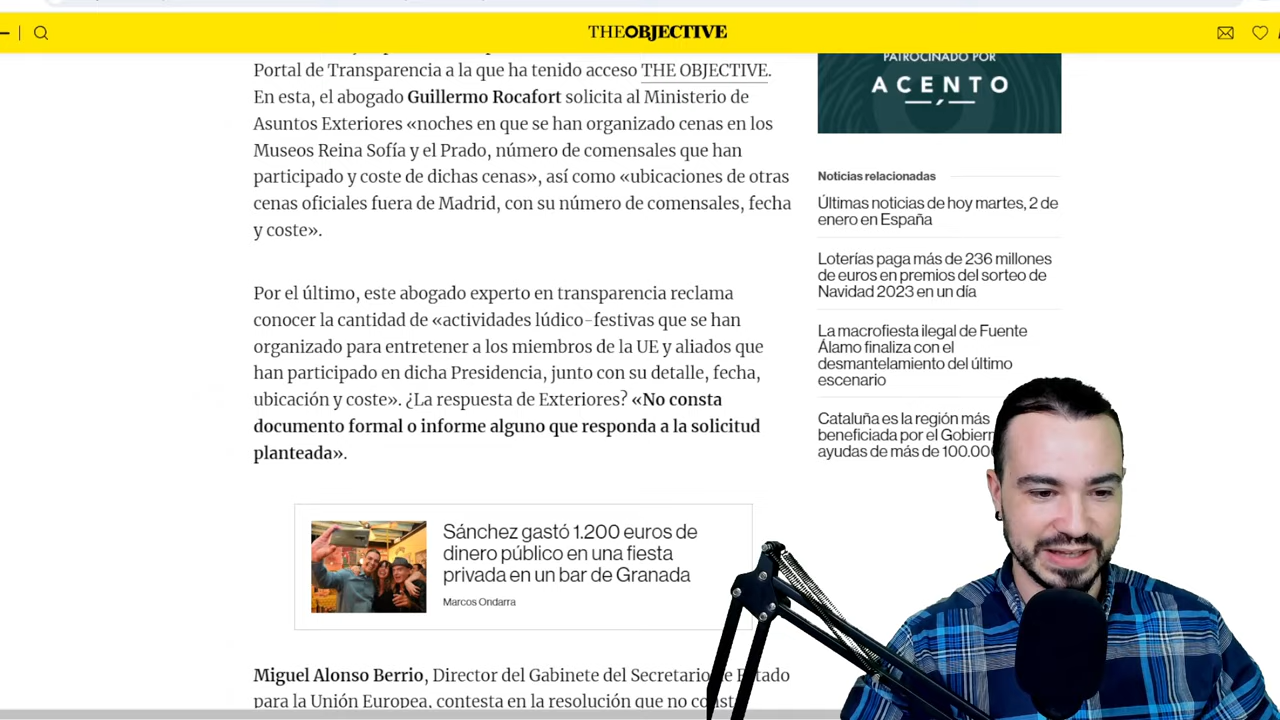 THE OBJECTIVE
Portal de Transparencia a la que ha tenido acceso THE OBJECTIVE.
En esta, el abogado Guillermo Rocafort solicita al Ministerio de
Asuntos Exteriores «noches en que se han organizado cenas en los
Museos Reina Sofía y el Prado, número de comensales que han
participado y coste de dichas cenas», así como «ubicaciones de otras
cenas oficiales fuera de Madrid, con su número de comensales, fecha
y coste».
Por el último, este abogado experto en transparencia reclama
conocer la cantidad de «actividades lúdico-festivas que se han
organizado para entretener a los miembros de la UE y aliados que
han participado en dicha Presidencia, junto con su detalle, fecha,
ubicación y coste». ¿La respuesta de Exteriores? «No consta
documento formal o informe alguno que responda a la solicitud
planteada».
Sánchez gastó 1.200 euros de
dinero público en una fiesta
privada en un bar de Granada
Marcos Ondarra
Miguel Alonso Berrio, Director del Gabinete del Secretario
para la Unión Europea, contesta en la resolución que no
PATROCINADO POR
ACENTO
Noticias relacionadas
Últimas noticias de hoy martes, 2 de
enero en España
Loterías paga más de 236 millones
de euros en premios del sorteo de
Navidad 2023 en un día
La macrofiesta ilegal de Fuente
Álamo finaliza con el
desmantelamiento del último
escenario
Cataluña es la región más
beneficiada por el
ayudas de más de